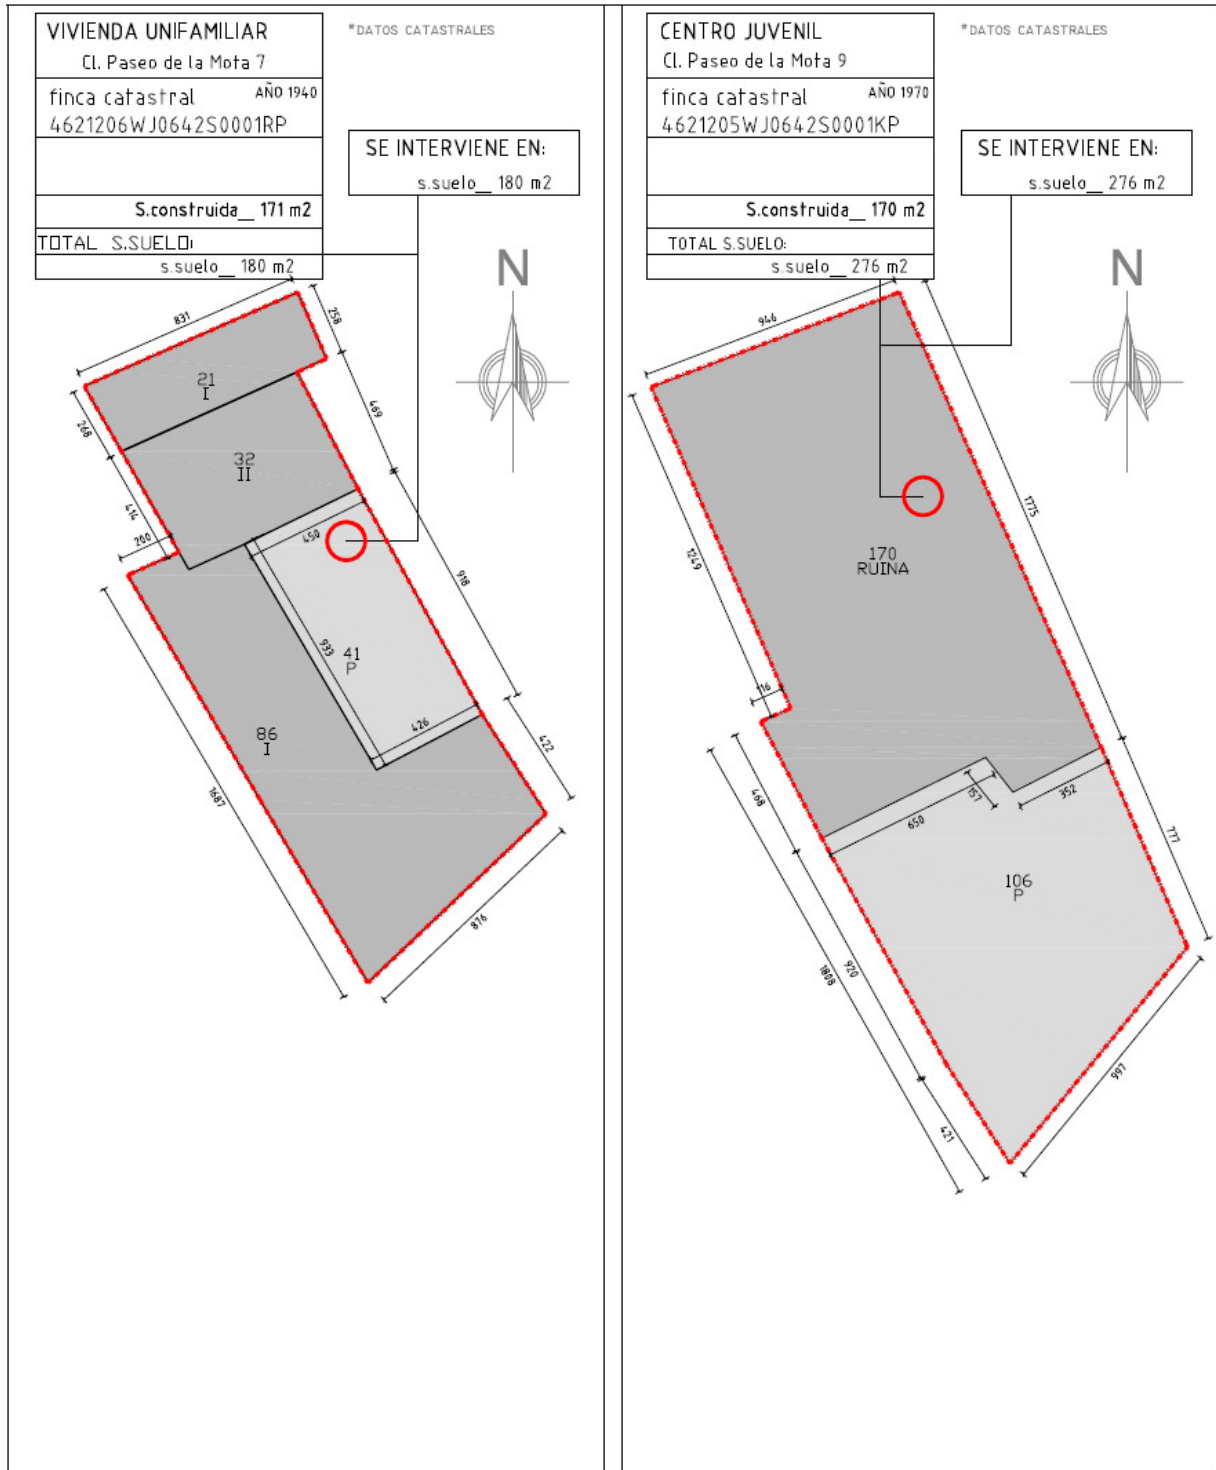 VIVIENDA UNIFAMILIAR
Cl. Paseo de la Mota 7
finca catastral AÑO 1940
4621206WJ0642S0001RP
S.construida__ 171 m2
TOTAL S.SUELO:
s.suelo__ 180 m2
*DATOS CATASTRALES
SE INTERVIENE EN:
s.suelo__ 180 m2
N
831
258
21
I
268
469
32
II
414
200
450
918
933
41
P
426
86
I
422
1687
876
CENTRO JUVENIL
Cl. Paseo de la Mota 9
finca catastral AÑO 1970
4621205WJ0642S0001KP
S.construida__ 170 m2
TOTAL S.SUELO:
s.suelo__ 276 m2
*DATOS CATASTRALES
SE INTERVIENE EN:
s.suelo__ 276 m2
N
946
1775
1249
170
RUINA
116
468
157
352
650
777
106
P
920
1808
997
421